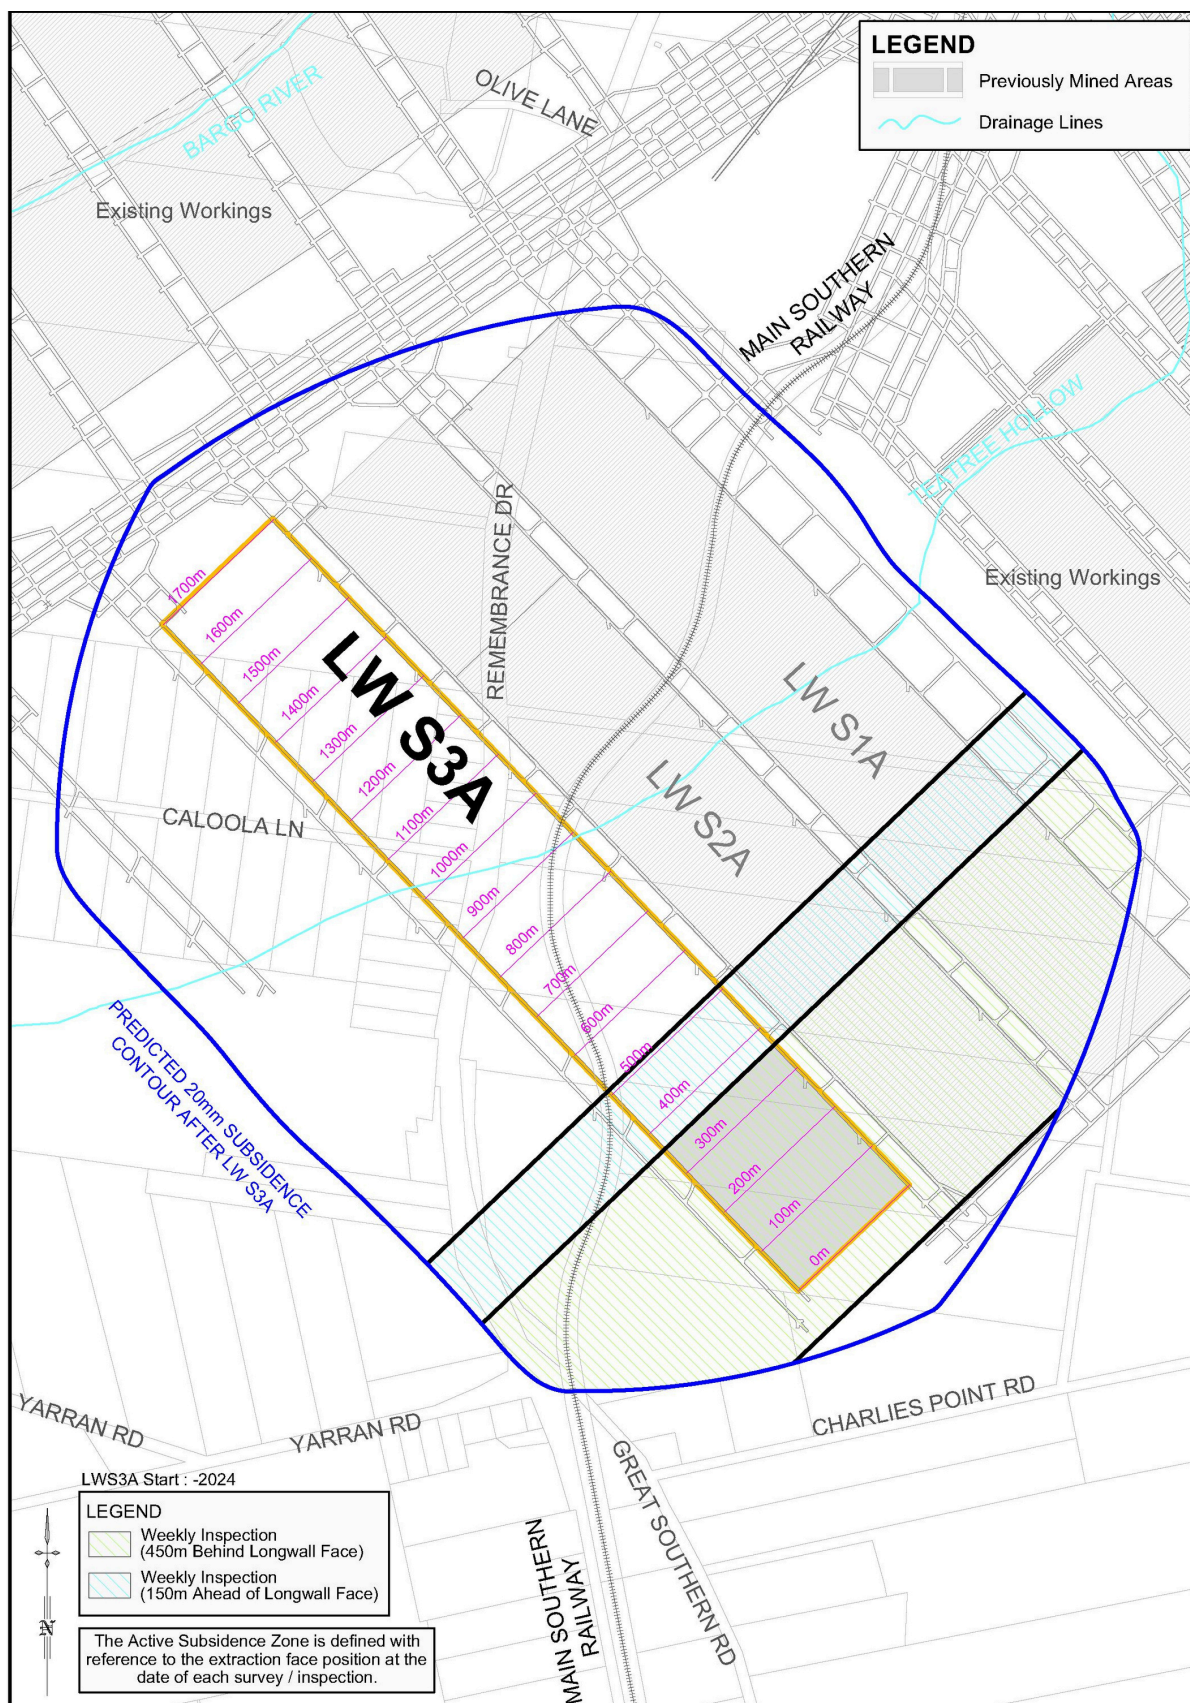 LEGEND
Previously Mined Areas
Drainage Lines
OLIVE LANE
BARGO RIVER
Existing Workings
MAIN SOUTHERN
RAILWAY
TEATREE HOLLOW
Existing Workings
REMEMBRANCE DR
LW S1A
LW S2A
LW S3A
1700m
1600m
1500m
1400m
1300m
1200m
1100m
1000m
900m
800m
700m
600m
500m
400m
300m
200m
100m
0m
CALOOLA LN
PREDICTED 20mm SUBSIDENCE
CONTOUR AFTER LW S3A
YARRAN RD
YARRAN RD
CHARLIES POINT RD
GREAT SOUTHERN RD
MAIN SOUTHERN
RAILWAY
LWS3A Start : -2024
LEGEND
Weekly Inspection
(450m Behind Longwall Face)
Weekly Inspection
(150m Ahead of Longwall Face)
N
The Active Subsidence Zone is defined with
reference to the extraction face position at the
date of each survey / inspection.